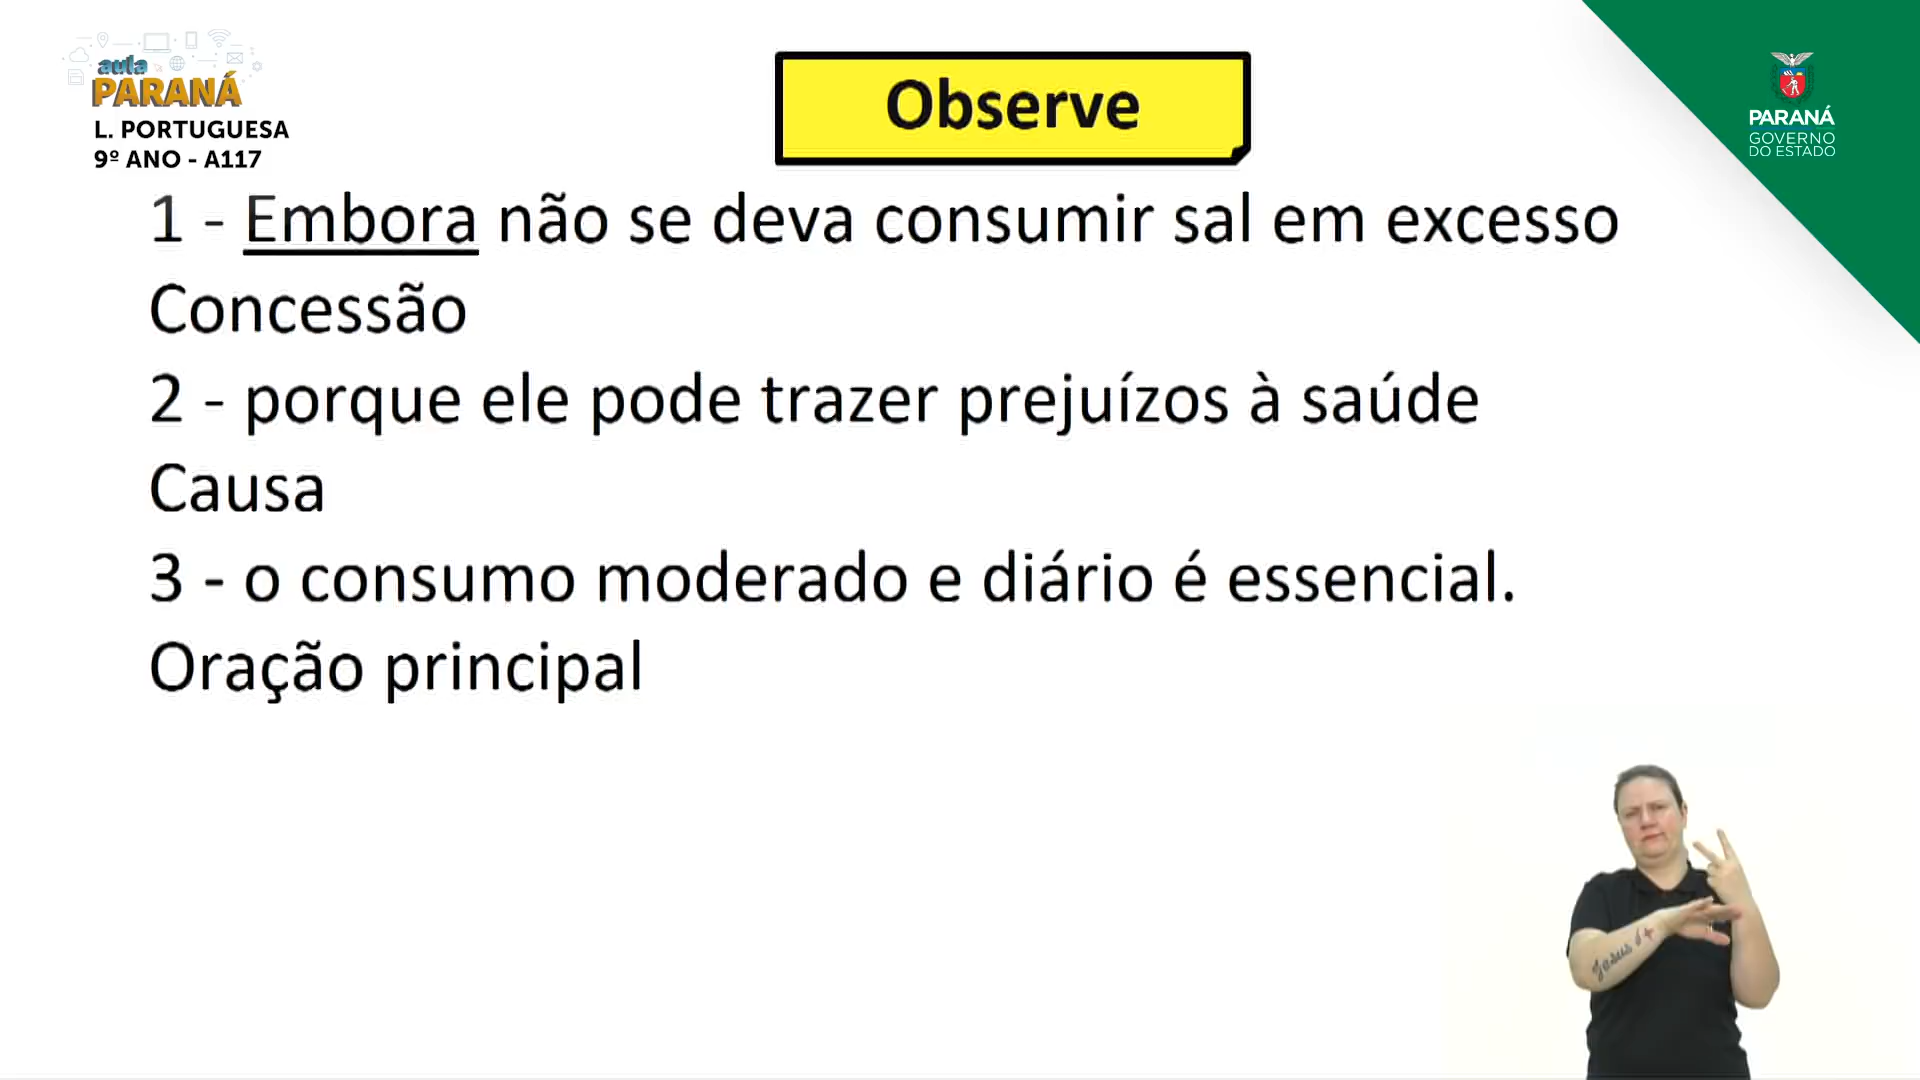 aula
PARANÁ
L. PORTUGUESA
9º ANO - A117
Observe
PARANÁ
GOVERNO
DO ESTADO
1 - Embora não se deva consumir sal em excesso
Concessão
2 - porque ele pode trazer prejuízos à saúde
Causa
3 - o consumo moderado e diário é essencial.
Oração principal
Jesus